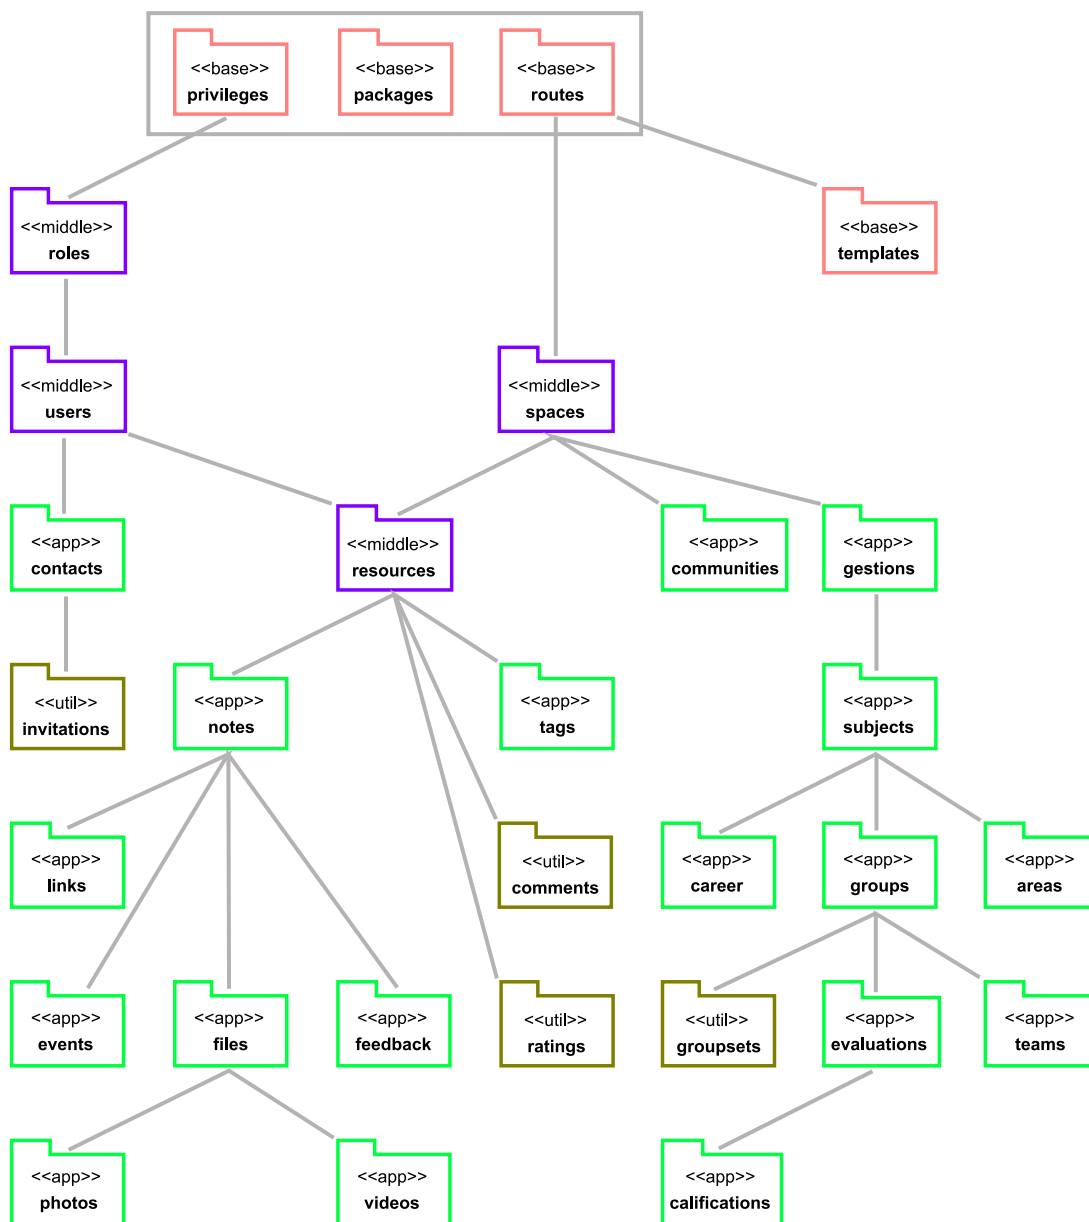 <<base>>
privileges
<<base>>
packages
<<base>>
routes
<<middle>>
roles
<<base>>
templates
<<middle>>
users
<<middle>>
spaces
<<app>>
contacts
<<middle>>
resources
<<app>>
communities
<<app>>
gestions
<<util>>
invitations
<<app>>
notes
<<app>>
tags
<<app>>
subjects
<<app>>
links
<<util>>
comments
<<app>>
career
<<app>>
groups
<<app>>
areas
<<app>>
events
<<app>>
files
<<app>>
feedback
<<util>>
ratings
<<util>>
groupsets
<<app>>
evaluations
<<app>>
teams
<<app>>
photos
<<app>>
videos
<<app>>
califications